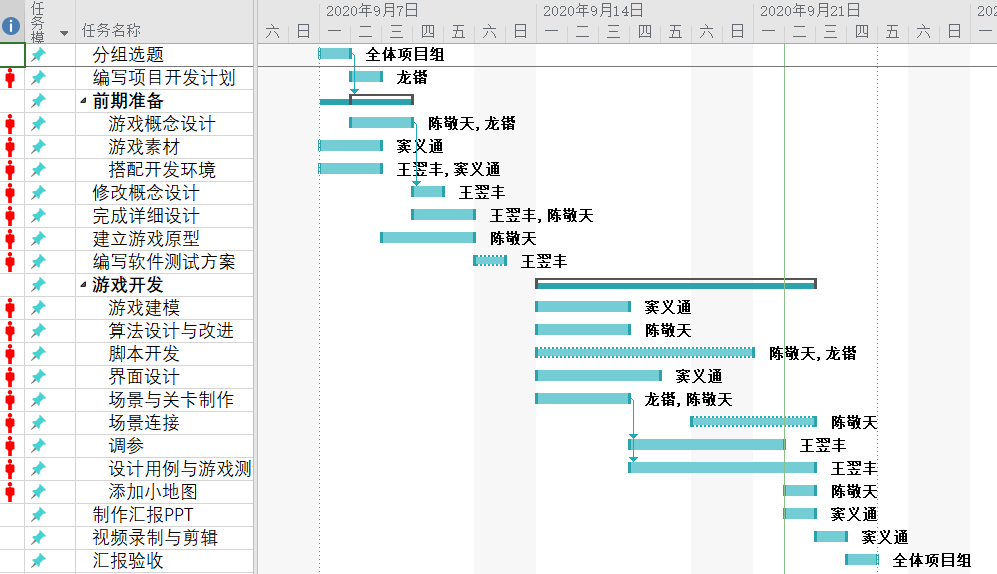 任务模
任务名称
2020年9月7日 2020年9月14日 2020年9月21日 202
六 日 一 二 三 四 五 六 日 一 二 三 四 五 六 日 一 二 三 四 五 六 日 一
分组选题 全体项目组
编写项目开发计划 龙锴
前期准备
游戏概念设计 陈敬天,龙锴
游戏素材 窦义通
搭配开发环境 王翌丰,窦义通
修改概念设计 王翌丰
完成详细设计 王翌丰,陈敬天
建立游戏原型 陈敬天
编写软件测试方案 王翌丰
游戏开发
游戏建模 窦义通
算法设计与改进 陈敬天
脚本开发 陈敬天,龙锴
界面设计 窦义通
场景与关卡制作 龙锴,陈敬天
场景连接 陈敬天
调参 王翌丰
设计用例与游戏测 王翌丰
添加小地图 陈敬天
制作汇报PPT 窦义通
视频录制与剪辑 窦义通
汇报验收 全体项目组